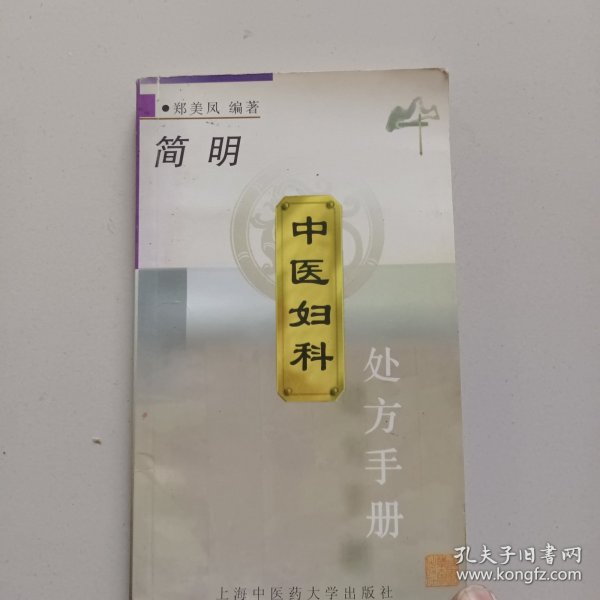 ●郑美凤 编著
简明
中医妇科
处方手册
上海中医药大学出版社
孔夫子旧书网
www.kongfz.com